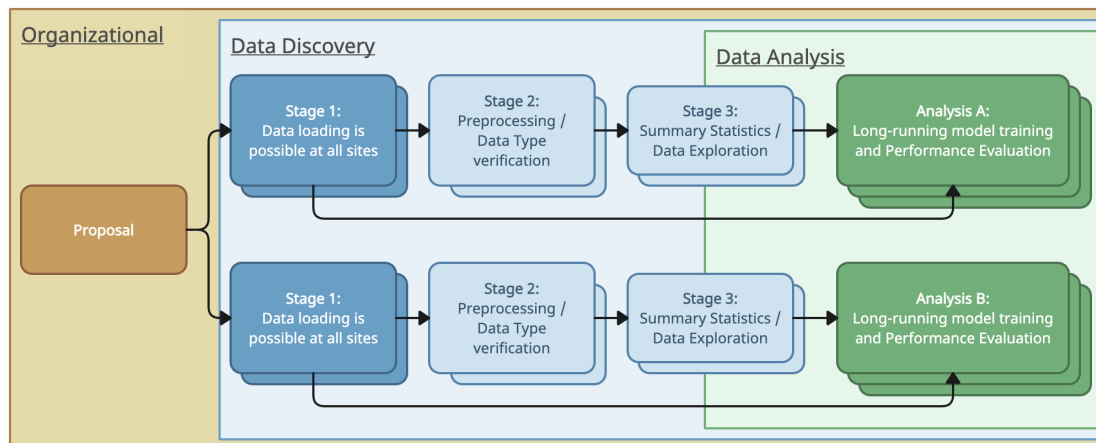 Organizational
Data Discovery
Data Analysis
Stage 1:
Data loading is
possible at all sites
Stage 2:
Preprocessing /
Data Type
verification
Stage 3:
Summary Statistics /
Data Exploration
Analysis A:
Long-running model training
and Performance Evaluation
Proposal
Stage 1:
Data loading is
possible at all sites
Stage 2:
Preprocessing /
Data Type
verification
Stage 3:
Summary Statistics /
Data Exploration
Analysis B:
Long-running model training
and Performance Evaluation